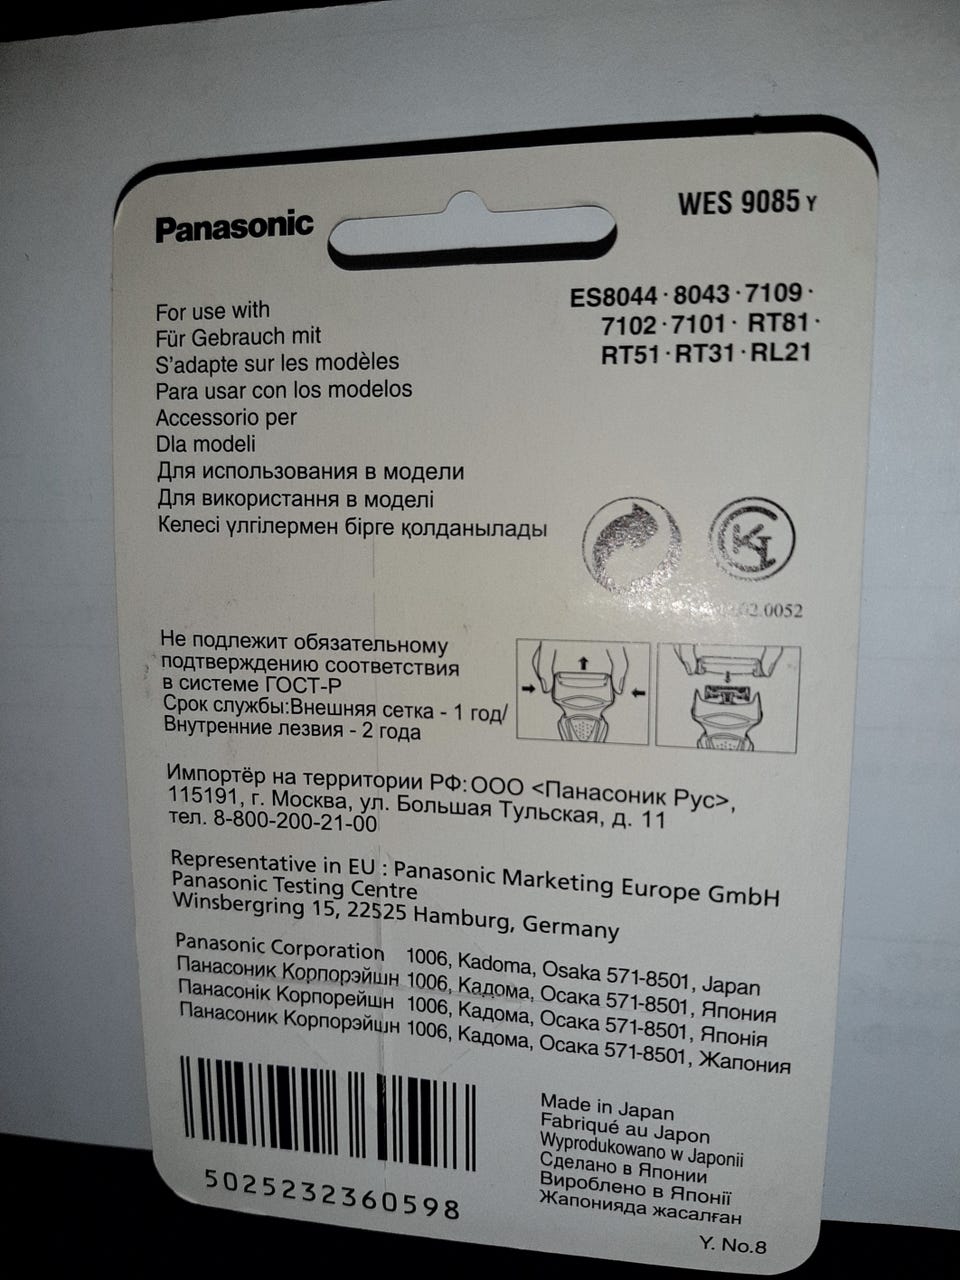 Panasonic
WES 9085 Y
ES8044 · 8043 · 7109 ·
7102 · 7101 · RT81 ·
RT51 · RT31 · RL21
For use with
Für Gebrauch mit
S'adapte sur les modèles
Para usar con los modelos
Accessorio per
Dla modeli
Для использования в модели
Для використання в моделі
Келесі үлгілермен бірге қолданылады
.02.0052
Не подлежит обязательному
подтверждению соответствия
в системе ГОСТ-Р
Срок службы:Внешняя сетка - 1 год/
Внутренние лезвия - 2 года
Импортёр на территории РФ:ООО <Панасоник Рус>,
115191, г. Москва, ул. Большая Тульская, д. 11
тел. 8-800-200-21-00
Representative in EU : Panasonic Marketing Europe GmbH
Panasonic Testing Centre
Winsbergring 15, 22525 Hamburg, Germany
Panasonic Corporation 1006, Kadoma, Osaka 571-8501, Japan
Панасоник Корпорэйшн 1006, Кадома, Осака 571-8501, Япония
Панасонік Корпорейшн 1006, Кадома, Осака 571-8501, Японія
Панасоник Корпорэйшн 1006, Кадома, Осака 571-8501, Жапония
5025232360598
Made in Japan
Fabriqué au Japon
Wyprodukowano w Japonii
Сделано в Японии
Вироблено в Японії
Жапонияда жасалған
Y. No.8